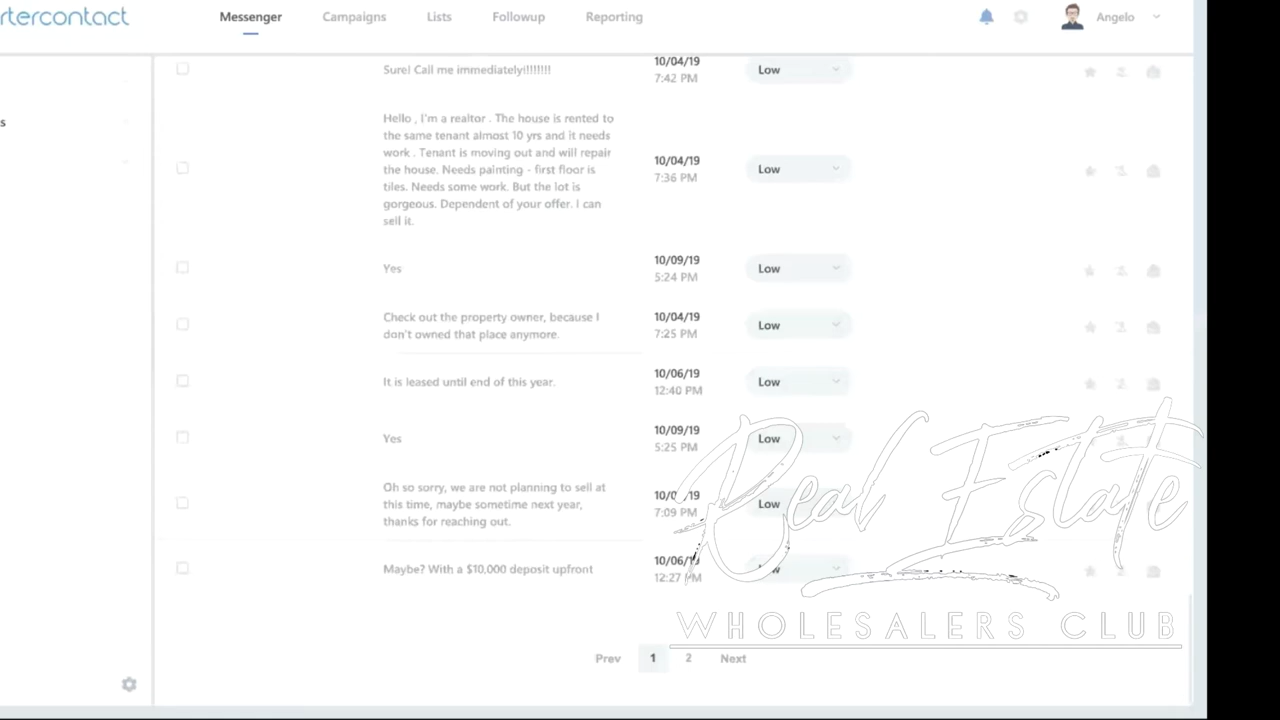 rtercontact Messenger Campaigns Lists Followup Reporting Angelo
Sure! Call me immediately!!!!!!!
10/04/19
7:42 PM
Low
Hello , I'm a realtor . The house is rented to
the same tenant almost 10 yrs and it needs
work . Tenant is moving out and will repair
the house. Needs painting - first floor is
tiles. Needs some work. But the lot is
gorgeous. Dependent of your offer. I can
sell it.
10/04/19
7:36 PM
Low
s
Yes
10/09/19
5:24 PM
Low
Check out the property owner, because I
don't owned that place anymore.
10/04/19
7:25 PM
Low
It is leased until end of this year.
10/06/19
12:40 PM
Low
Yes
10/09/19
5:25 PM
Low
Oh so sorry, we are not planning to sell at
this time, maybe sometime next year,
thanks for reaching out.
7:09 PM
Low
Maybe? With a $10,000 deposit upfront
10/06/19
12:27 PM
Low
Real Estate
WHOLESALERS CLUB
Prev 1 2 Next